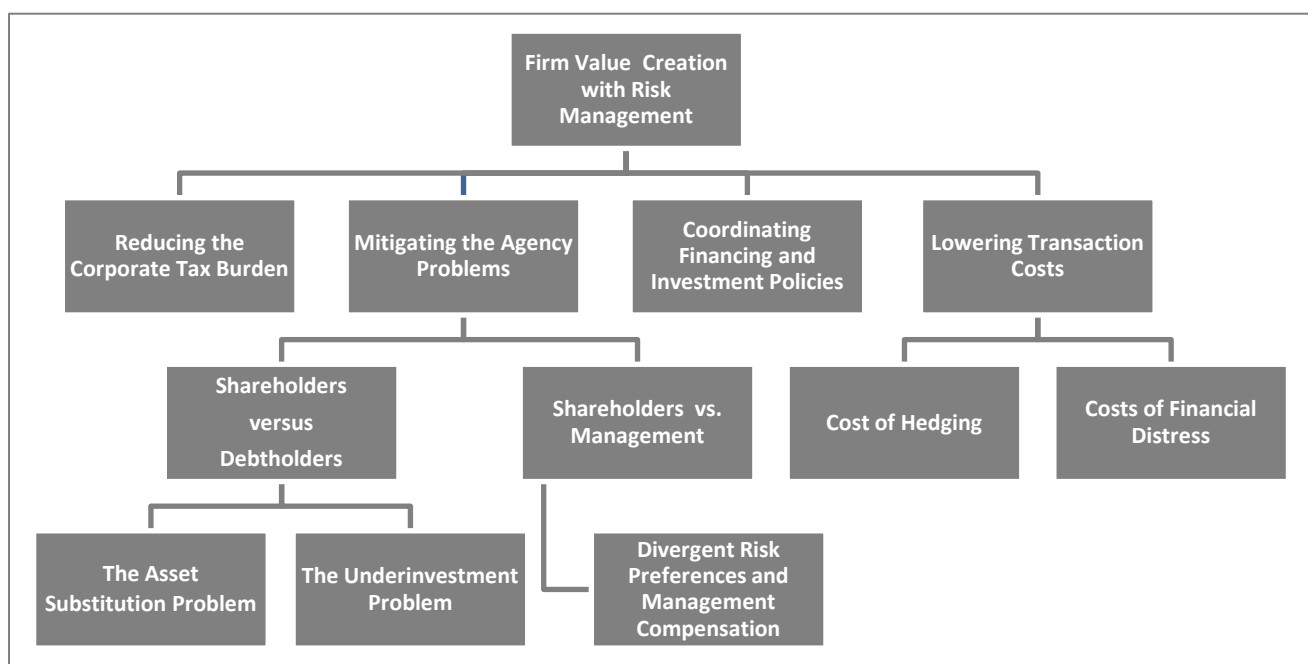 Firm Value Creation
with Risk
Management
Reducing the
Corporate Tax Burden
Mitigating the Agency
Problems
Coordinating
Financing and
Investment Policies
Lowering Transaction
Costs
Shareholders
versus
Debtholders
Shareholders vs.
Management
Cost of Hedging
Costs of Financial
Distress
The Asset
Substitution Problem
The Underinvestment
Problem
Divergent Risk
Preferences and
Management
Compensation